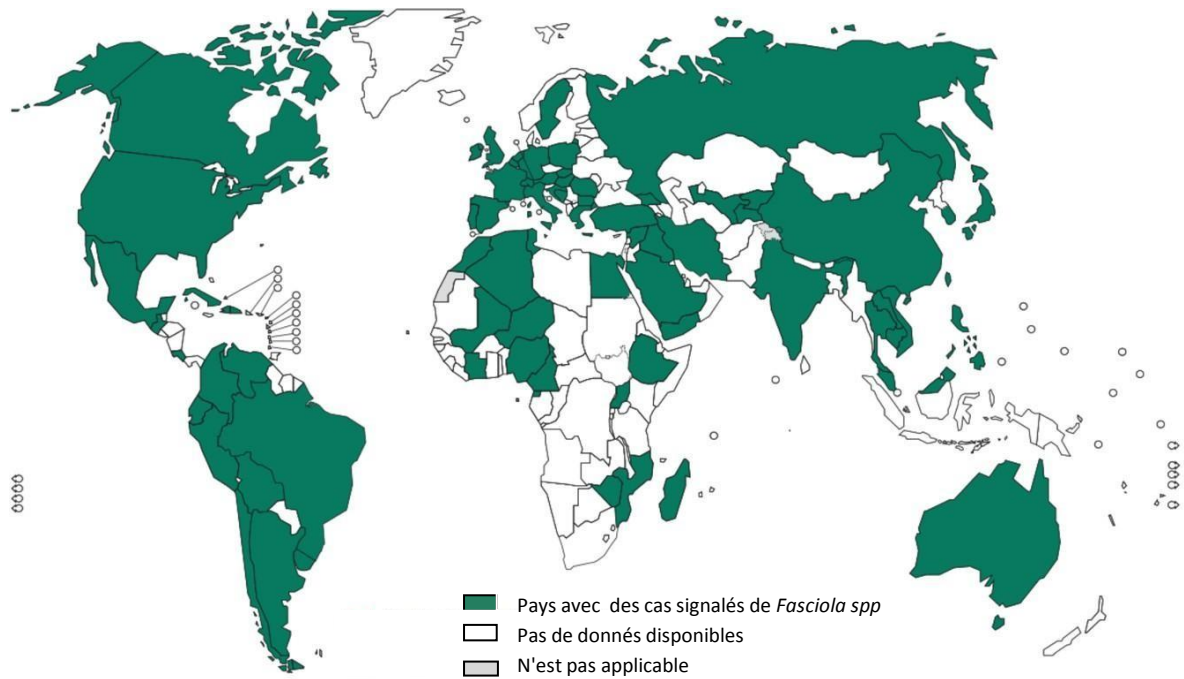 Pays avec des cas signalés de Fasciola spp
Pas de donnés disponibles
N'est pas applicable